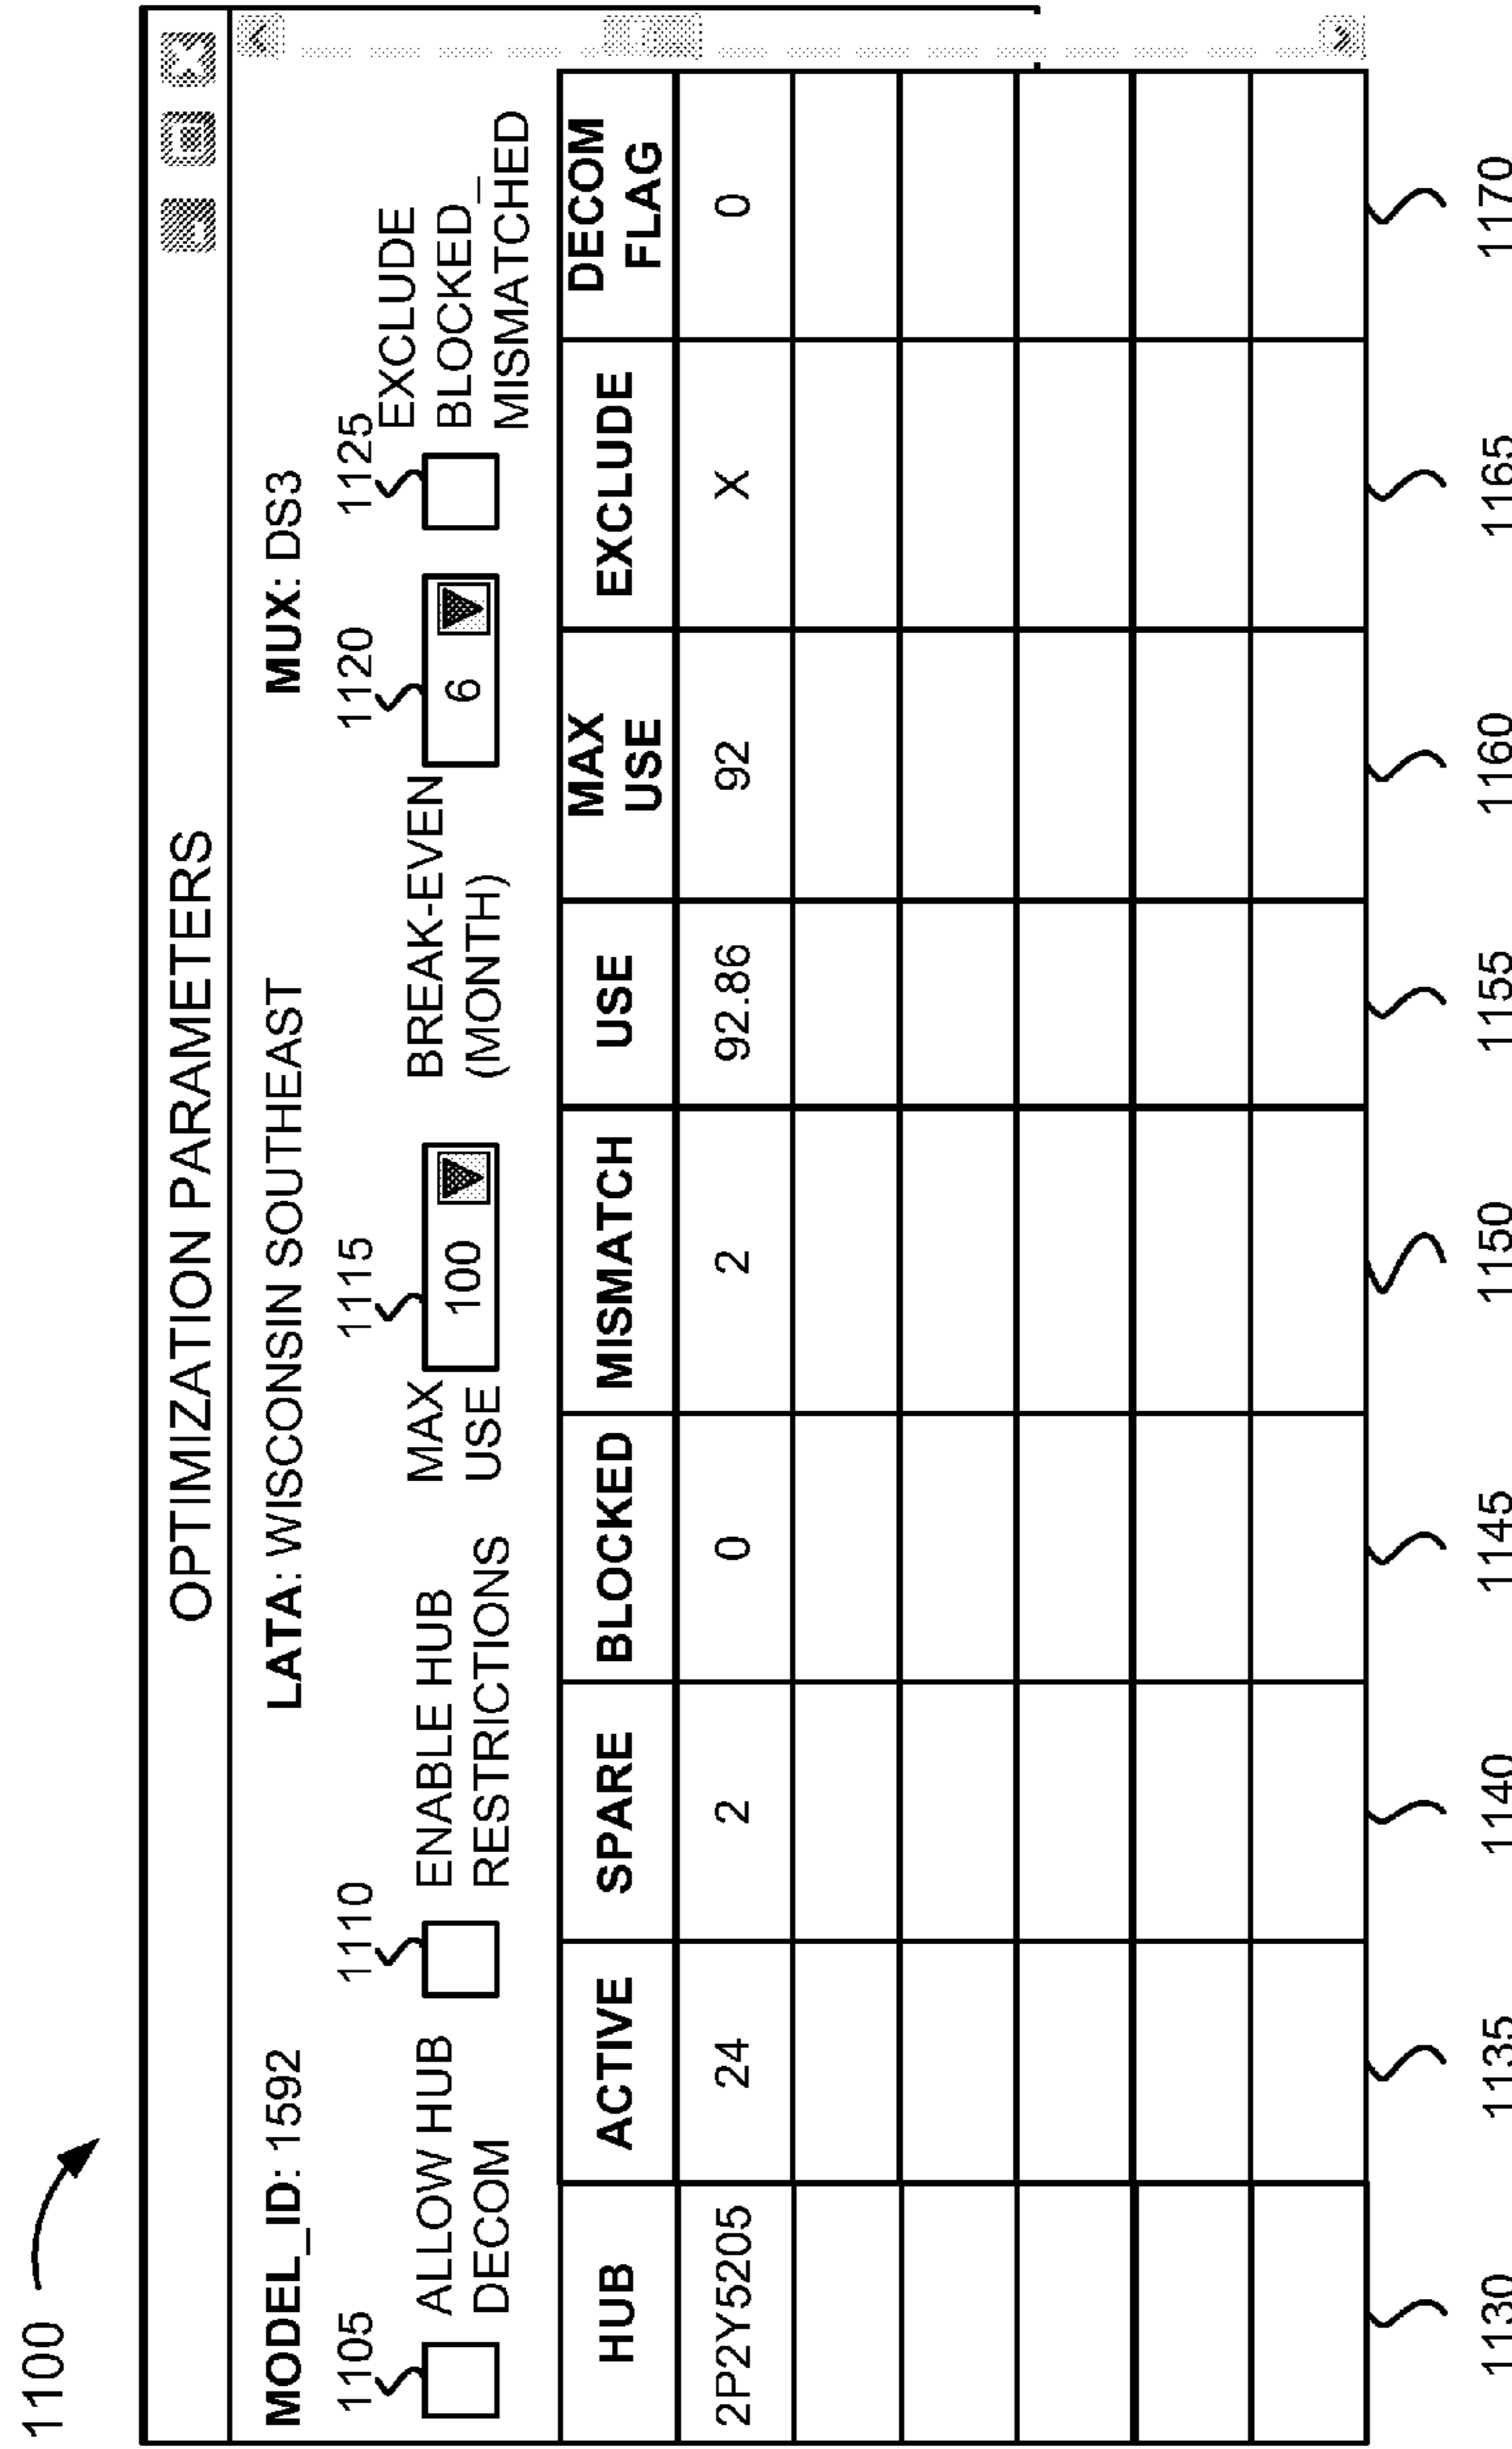 1100
OPTIMIZATION PARAMETERS
MODEL_ID: 1592 LATA: WISCONSIN SOUTHEAST MUX: DS3
1105 1110 1115 1120 1125
ALLOW HUB
DECOM
ENABLE HUB
RESTRICTIONS
MAX
USE
100
BREAK-EVEN
(MONTH)
6
EXCLUDE
BLOCKED_
MISMATCHED
HUB ACTIVE SPARE BLOCKED MISMATCH USE MAX USE EXCLUDE DECOM FLAG
2P2Y5205 24 2 0 2 92.86 92 X 0
1130 1135 1140 1145 1150 1155 1160 1165 1170